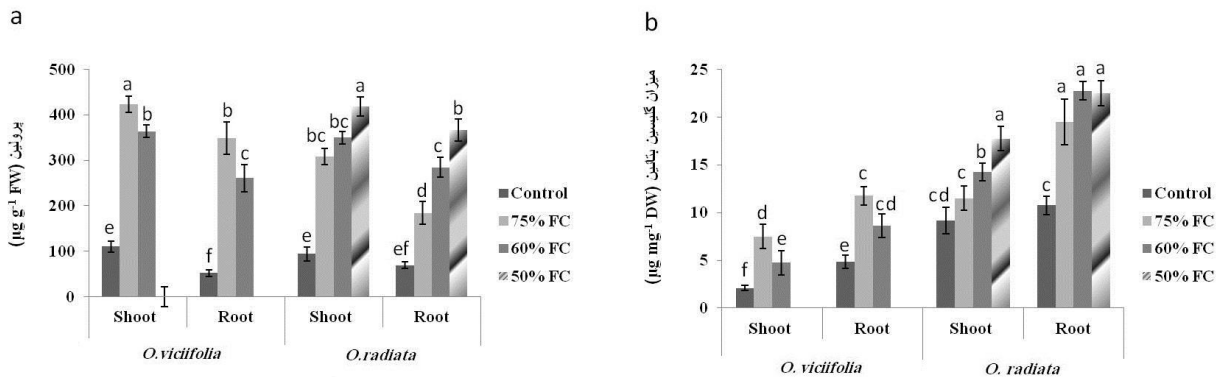 a
پرولین (µg g⁻¹ FW)
500
400
300
200
100
0
a
b
b
c
e
f
bc
bc
a
e
ef
d
c
b
Shoot
Root
Shoot
Root
O.viciifolia
O.radiata
Control
75% FC
60% FC
50% FC
b
میزان گلیسین بتائین (µg mg⁻¹ DW)
25
20
15
10
5
0
f
d
e
e
c
cd
cd
c
b
a
c
a
a
a
Shoot
Root
Shoot
Root
O. viciifolia
O. radiata
Control
75% FC
60% FC
50% FC